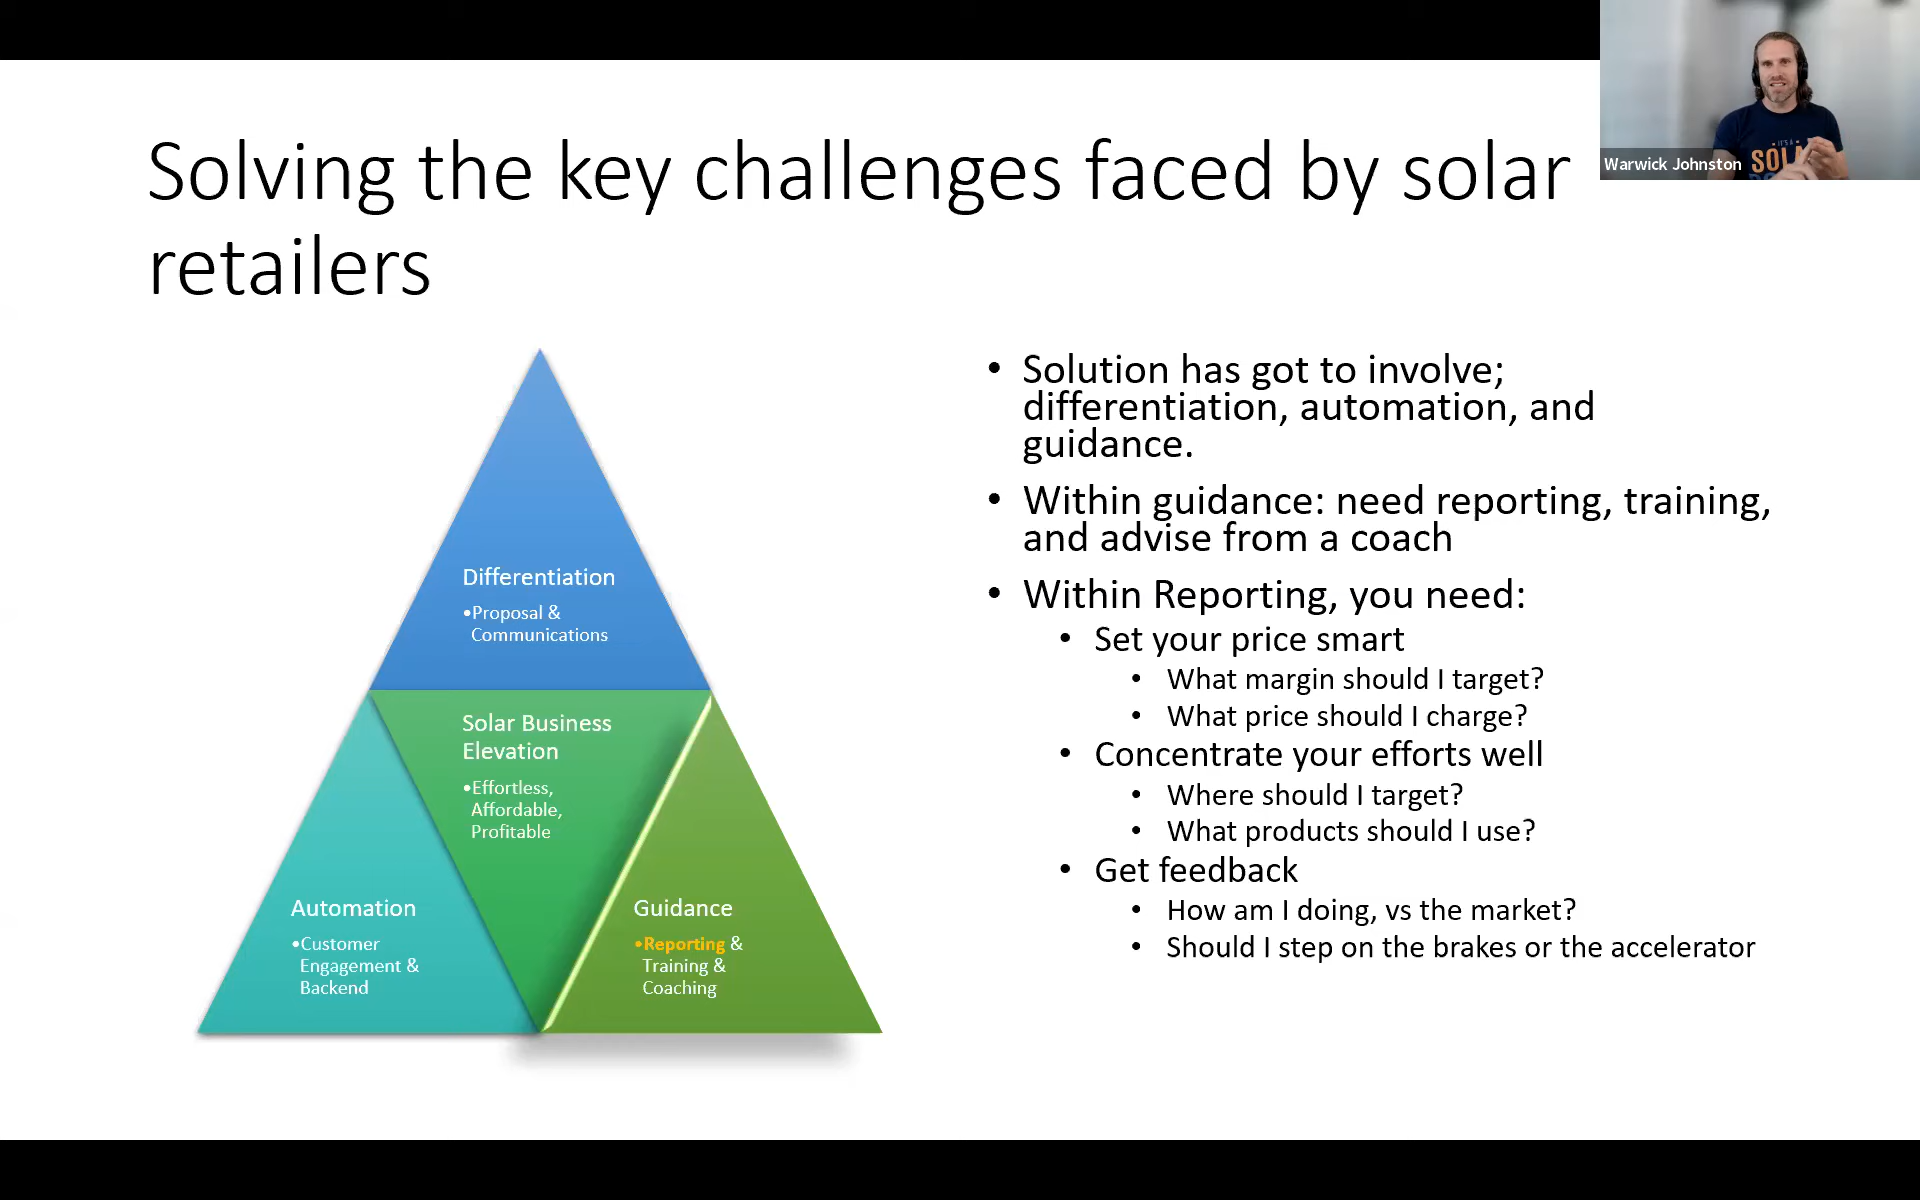 Solving the key challenges faced by solar
retailers
Warwick Johnston
IT'S A
Differentiation
•Proposal &
Communications
Solar Business
Elevation
•Effortless,
Affordable,
Profitable
Automation
•Customer
Engagement &
Backend
Guidance
•Reporting &
Training &
Coaching
• Solution has got to involve;
differentiation, automation, and
guidance.
• Within guidance: need reporting, training,
and advise from a coach
• Within Reporting, you need:
• Set your price smart
• What margin should I target?
• What price should I charge?
• Concentrate your efforts well
• Where should I target?
• What products should I use?
• Get feedback
• How am I doing, vs the market?
• Should I step on the brakes or the accelerator